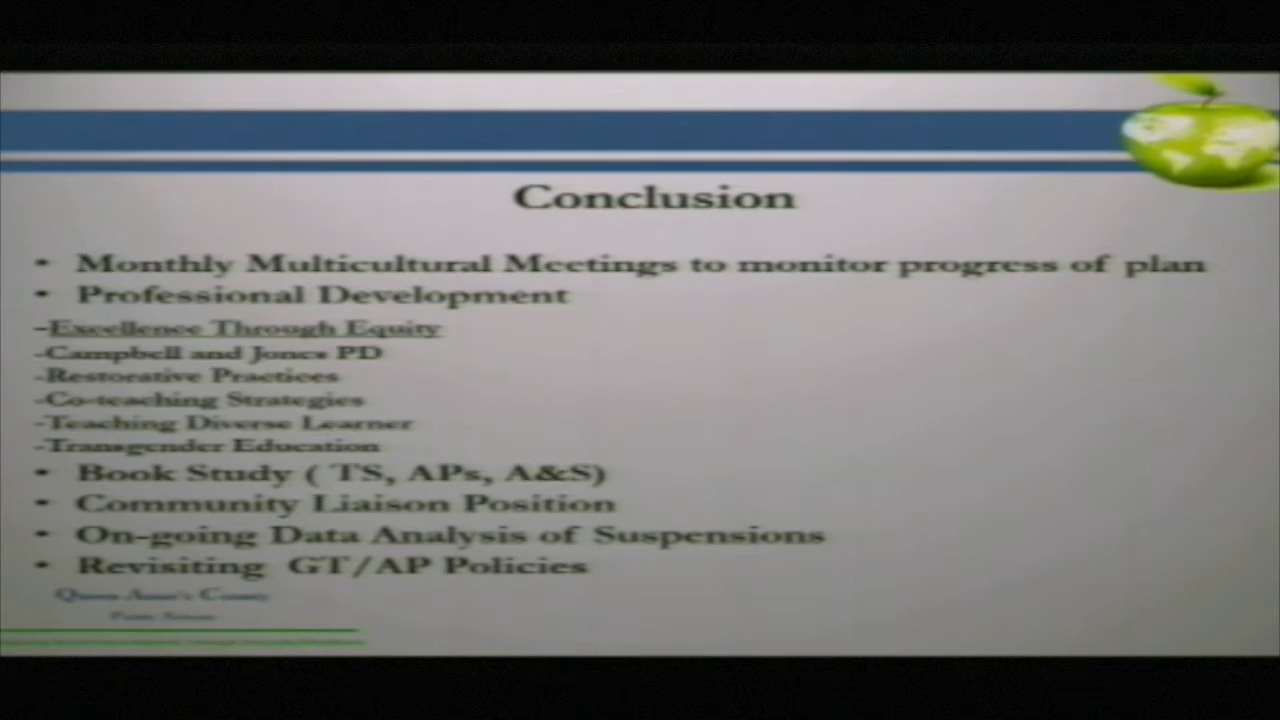 Conclusion
• Monthly Multicultural Meetings to monitor progress of plan
• Professional Development
-Excellence Through Equity
-Campbell and Jones PD
-Restorative Practices
-Co-teaching Strategies
-Teaching Diverse Learner
-Transgender Education
• Book Study ( TS, APs, A&S)
• Community Liaison Position
• On-going Data Analysis of Suspensions
• Revisiting GT/AP Policies
Queen Anne's County